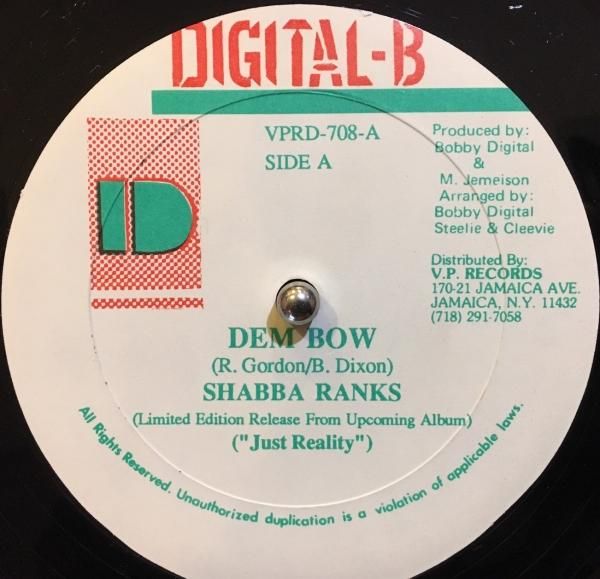 DIGITAL-B
VPRD-708-A
SIDE A
Produced by:
Bobby Digital
&
M. Jemeison
Arranged by:
Bobby Digital
Steelie & Cleevie
Distributed By:
V.P. RECORDS
170-21 JAMAICA AVE.
JAMAICA, N.Y. 11432
(718) 291-7058
D
DEM BOW
(R. Gordon/B. Dixon)
SHABBA RANKS
(Limited Edition Release From Upcoming Album)
("Just Reality")
All Rights Reserved. Unauthorized duplication is a violation of applicable laws.